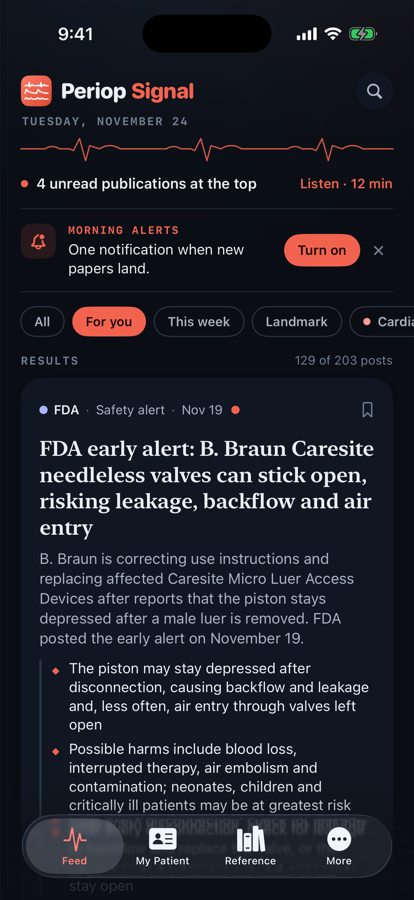 9:41
Periop Signal
TUESDAY, NOVEMBER 24
4 unread publications at the top
Listen · 12 min
MORNING ALERTS
One notification when new
papers land.
Turn on
All
For you
This week
Landmark
Cardia
RESULTS
129 of 203 posts
FDA · Safety alert · Nov 19
FDA early alert: B. Braun Caresite
needleless valves can stick open,
risking leakage, backflow and air
entry
B. Braun is correcting use instructions and
replacing affected Caresite Micro Luer Access
Devices after reports that the piston stays
depressed after a male luer is removed. FDA
posted the early alert on November 19.
The piston may stay depressed after
disconnection, causing backflow and leakage
and, less often, air entry through valves left
open
Possible harms include blood loss,
interrupted therapy, air embolism and
contamination; neonates, children and
critically ill patients may be at greatest risk
Feed
My Patient
Reference
More
stay open